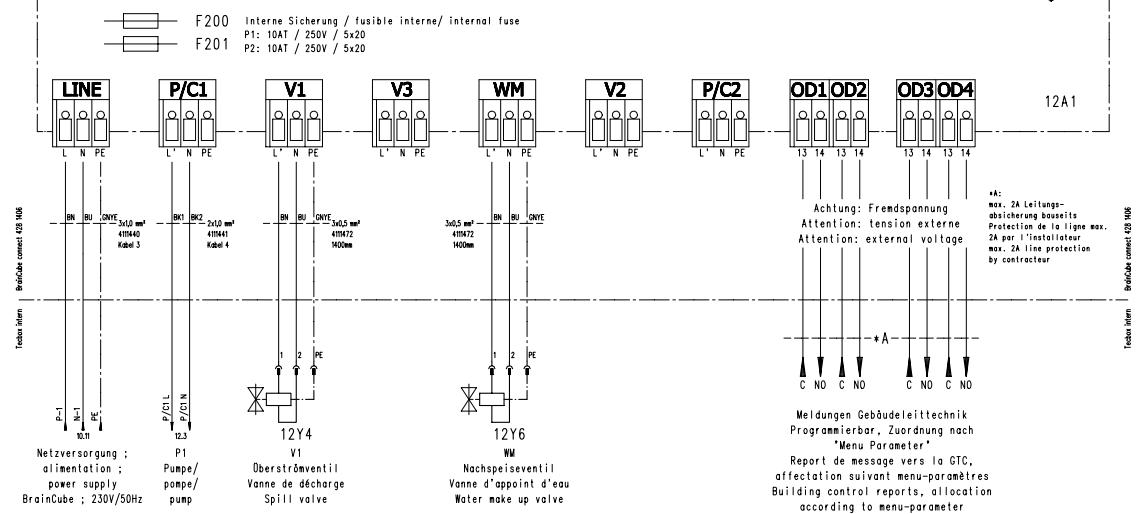 F200 Interne Sicherung / fusible interne/ internal fuse
P1: 10AT / 250V / 5x20
F201 P2: 10AT / 250V / 5x20
LINE P/C1 V1 V3 WM V2 P/C2 OD1 OD2 OD3 OD4
12A1
L N PE L' N PE L' N PE L' N PE L' N PE L' N PE L' N PE 13 14 13 14 13 14 13 14
BN BU GNYE
3x1,0 mm²
4111440
Kabel 3
BK1 BK2
2x1,0 mm²
4111441
Kabel 4
BN BU GNYE
3x0,5 mm²
4111472
1400mm
3x0,5 mm²
4111472
1400mm
BN BU GNYE
Achtung: Fremdspannung
Attention: tension externe
Attention: external voltage
*A:
max. 2A Leitungs-
absicherung bauseits
Protection de la ligne max.
2A par l'installateur
max. 2A line protection
by contracteur
BrainCube connect 428 1406
Tecbox intern
BrainCube connect 428 1406
Tecbox intern
1 2 PE
1 2 PE
*A
C NO C NO C NO C NO
P-1 N-1 PE
10.11
P/C1 L P/C1 N
12.3
12Y4
12Y6
Netzversorgung ;
alimentation ;
power supply
BrainCube ; 230V/50Hz
P1
Pumpe/
pompe/
pump
V1
Überströmventil
Vanne de décharge
Spill valve
WM
Nachspeiseventil
Vanne d'appoint d'eau
Water make up valve
Meldungen Gebäudeleittechnik
Programmierbar, Zuordnung nach
"Menu Parameter"
Report de message vers la GTC,
affectation suivant menu-paramètres
Building control reports, allocation
according to menu-parameter